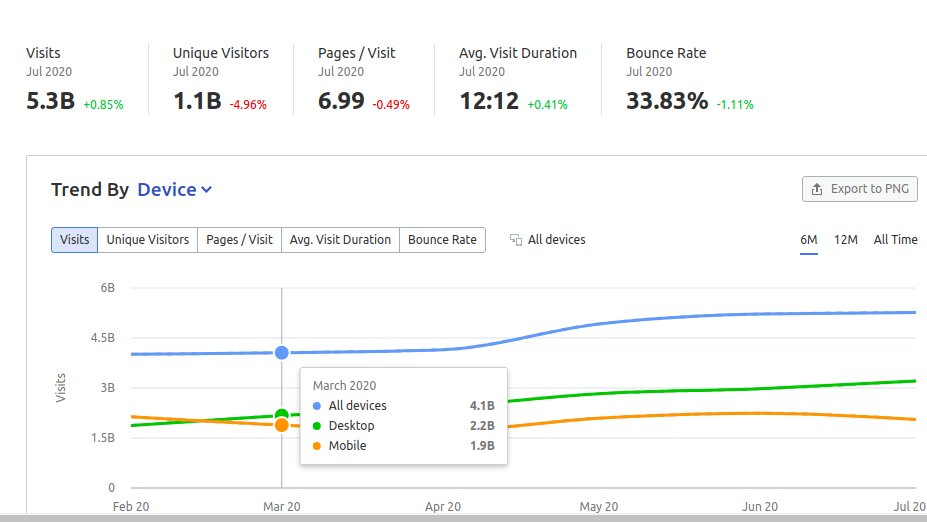 Visits Unique Visitors Pages / Visit Avg. Visit Duration Bounce Rate
Jul 2020 Jul 2020 Jul 2020 Jul 2020 Jul 2020
5.3B +0.85% 1.1B -4.96% 6.99 -0.49% 12:12 +0.41% 33.83% -1.11%
Trend By Device Export to PNG
Visits Unique Visitors Pages / Visit Avg. Visit Duration Bounce Rate All devices 6M 12M All Time
6B
4.5B
3B
1.5B
0
Visits
March 2020
All devices 4.1B
Desktop 2.2B
Mobile 1.9B
Feb 20 Mar 20 Apr 20 May 20 Jun 20 Jul 20